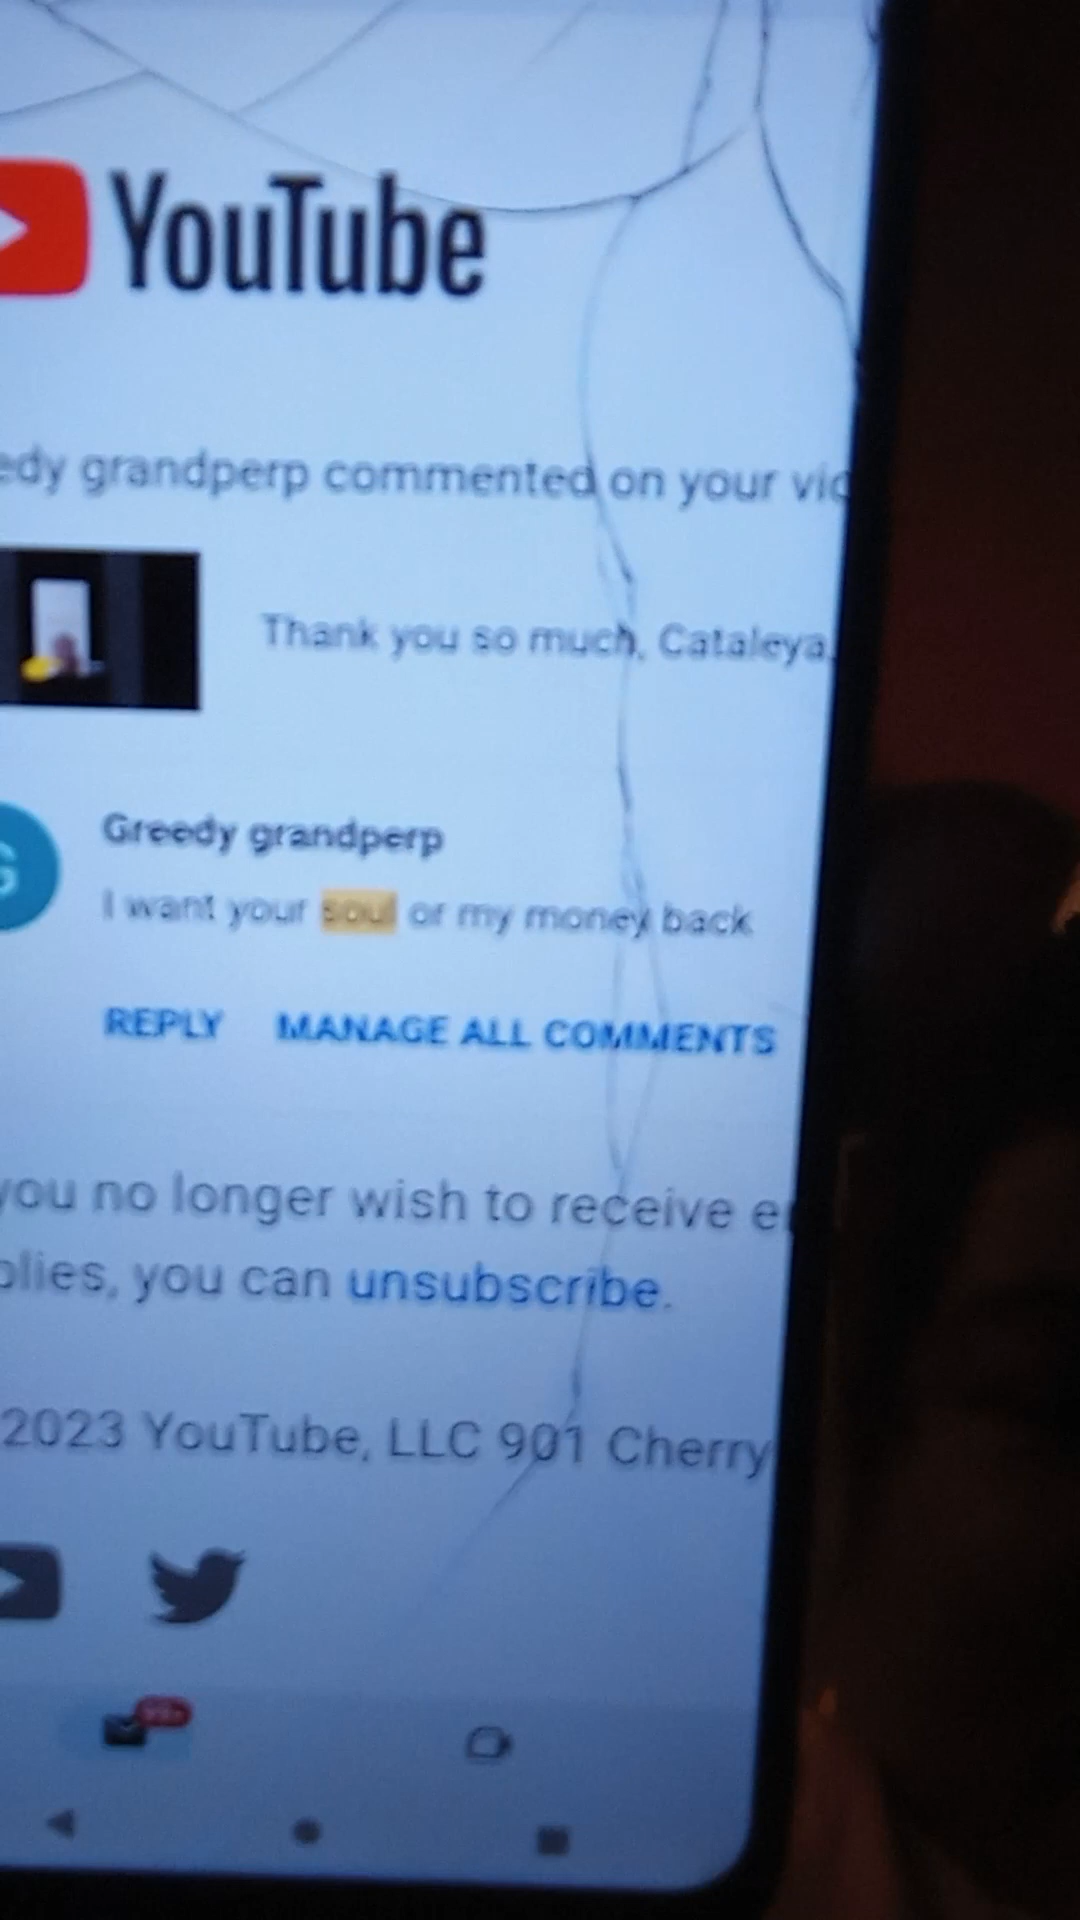 YouTube
edy grandperp commented on your vid
Thank you so much, Cataleya,
G
Greedy grandperp
I want your soul or my money back
REPLY MANAGE ALL COMMENTS
you no longer wish to receive e
plies, you can unsubscribe.
2023 YouTube, LLC 901 Cherry